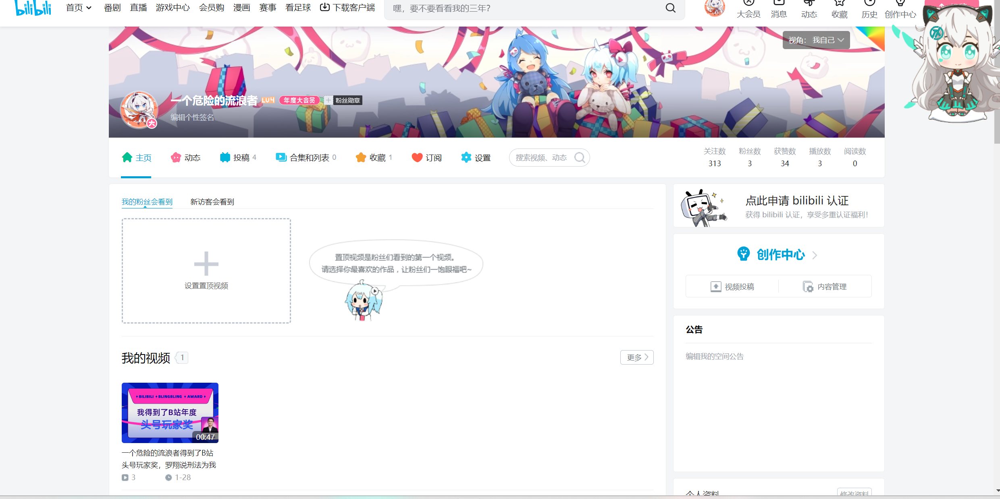 bilibili 首页 番剧 直播 游戏中心 会员购 漫画 赛事 看足球 下载客户端 嘿，要不要看看我的三年？ 大会员 消息 动态 收藏 历史 创作中心
视角： 我自己
一个危险的流浪者 LV4 年度大会员 + 粉丝勋章
编辑个性签名
大
主页 动态 投稿 4 合集和列表 0 收藏 1 订阅 设置 搜索视频、动态
关注数 粉丝数 获赞数 播放数 阅读数
313 3 34 3 0
我的粉丝会看到 新访客会看到
置顶视频是粉丝们看到的第一个视频。
请选择你最喜欢的作品，让粉丝们一饱眼福吧~
设置置顶视频
我的视频 1 更多
BILIBILI BLINGBLING AWARD
我得到了B站年度
头号玩家奖
00:47
一个危险的流浪者得到了B站
头号玩家奖，罗翔说刑法为我
3 1-28
点此申请 bilibili 认证
获得 bilibili 认证，享受多重认证福利！
创作中心
视频投稿 内容管理
公告
编辑我的空间公告
个人资料 修改资料